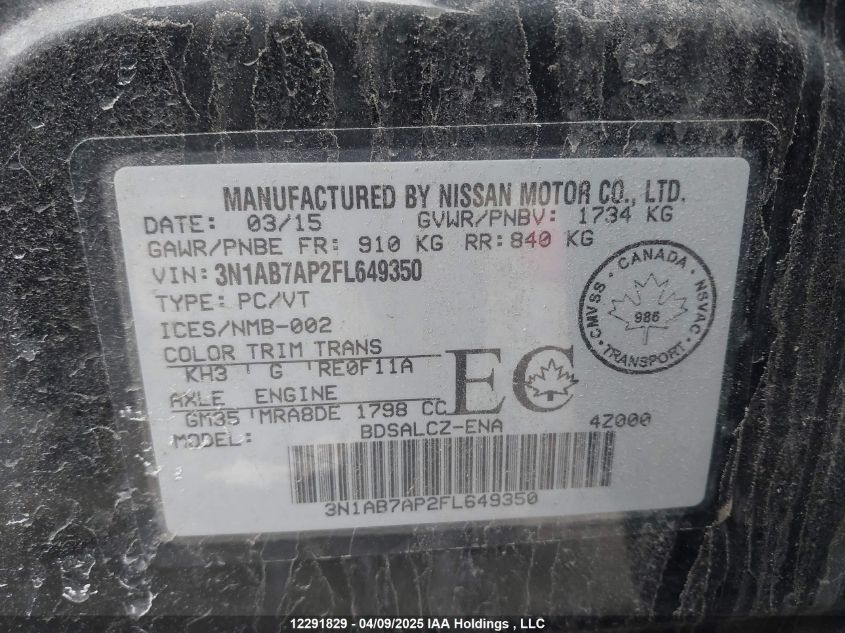 MANUFACTURED BY NISSAN MOTOR CO., LTD.
DATE: 03/15 GVWR/PNBV: 1734 KG
GAWR/PNBE FR: 910 KG RR: 840 KG
VIN: 3N1AB7AP2FL649350
TYPE: PC/VT
ICES/NMB-002
COLOR TRIM TRANS
KH3 G RE0F11A
AXLE ENGINE
GM35 MRA8DE 1798 CC
MODEL: BDSALCZ-ENA 4Z000
EC
CMVSS · CANADA · NSVAC
986
· TRANSPORT ·
3N1AB7AP2FL649350
12291829 - 04/09/2025 IAA Holdings , LLC